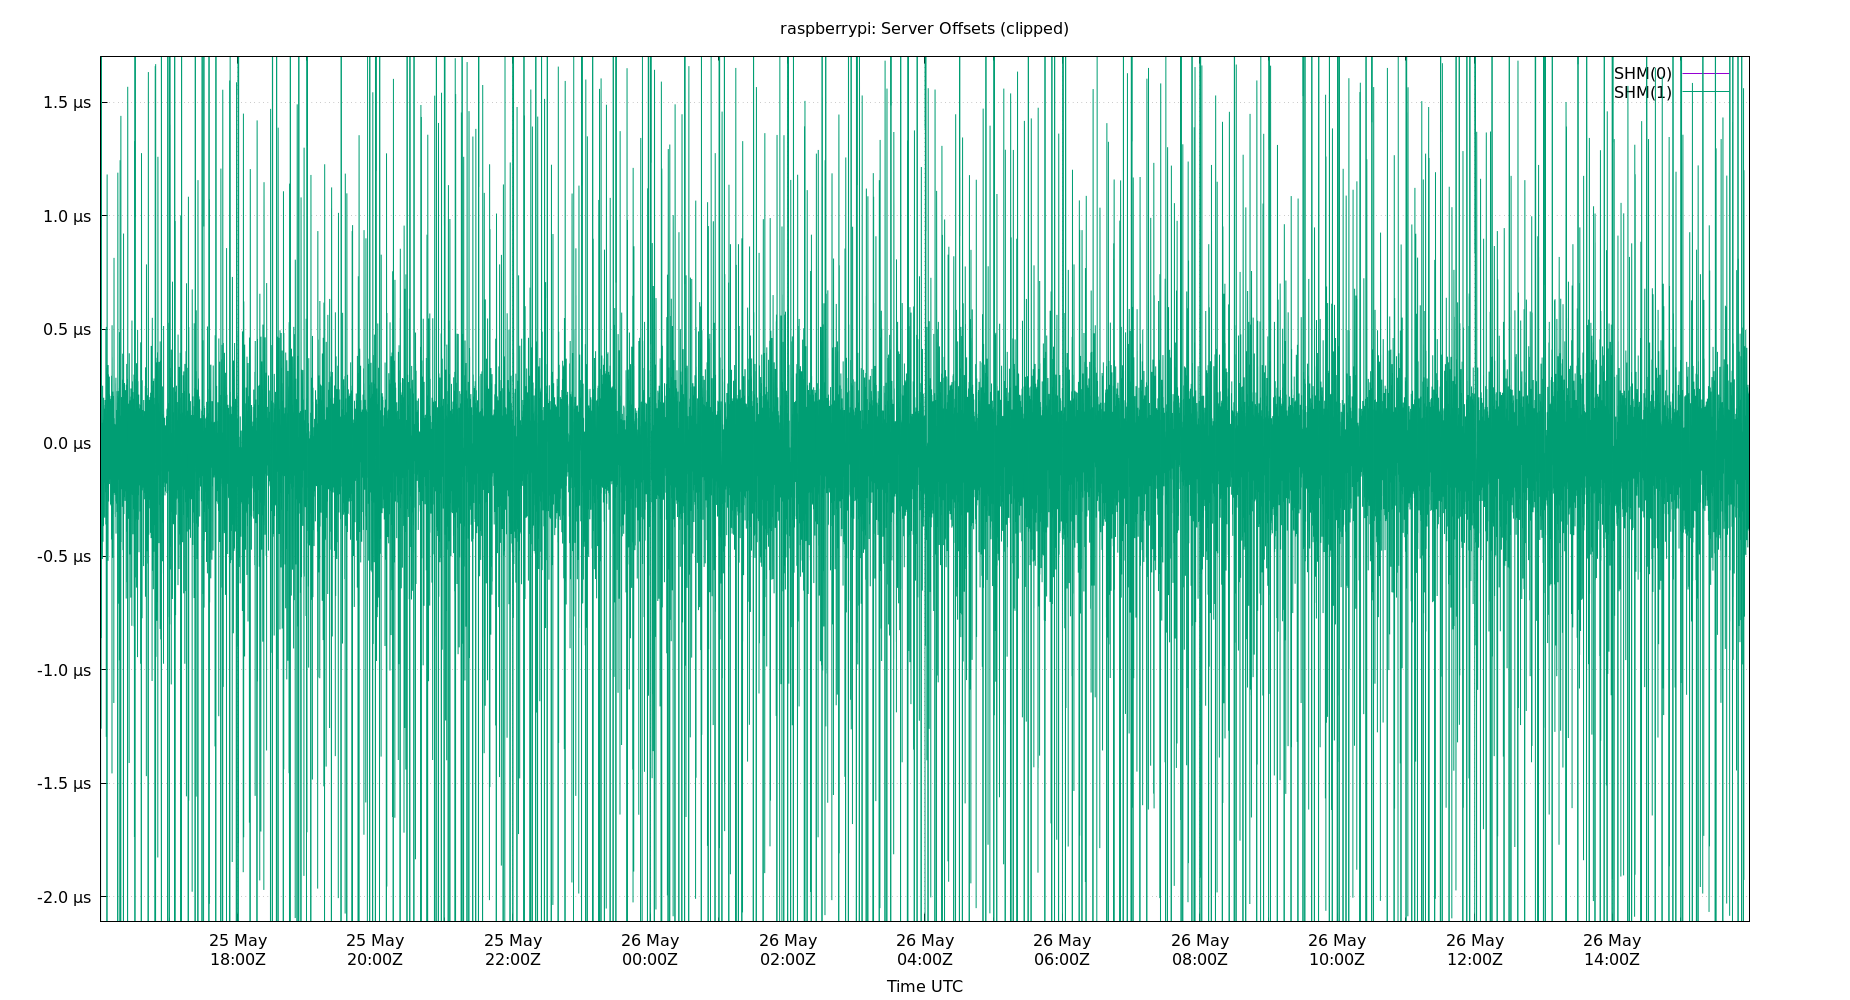 raspberrypi: Server Offsets (clipped)
SHM(0)
SHM(1)
1.5 µs
1.0 µs
0.5 µs
0.0 µs
-0.5 µs
-1.0 µs
-1.5 µs
-2.0 µs
25 May 25 May 25 May 26 May 26 May 26 May 26 May 26 May 26 May 26 May 26 May
18:00Z 20:00Z 22:00Z 00:00Z 02:00Z 04:00Z 06:00Z 08:00Z 10:00Z 12:00Z 14:00Z
Time UTC